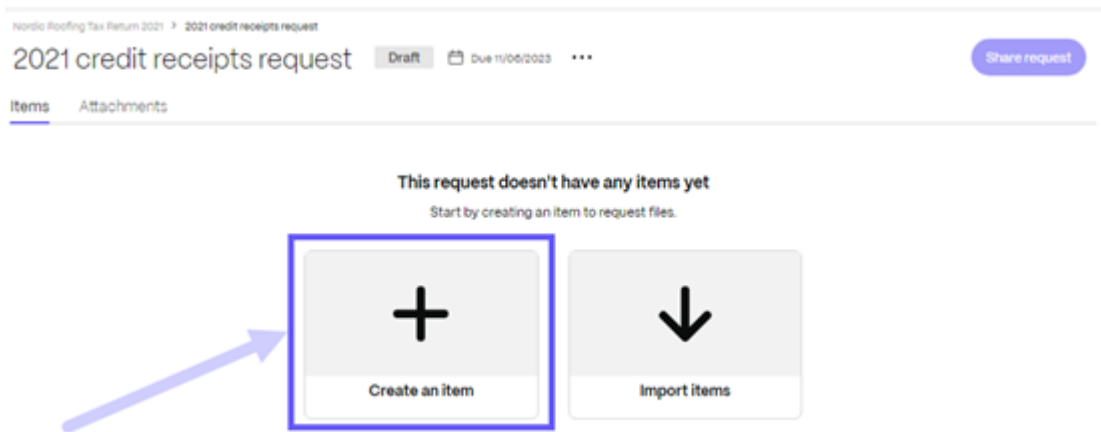 Nordic Roofing Tax Return 2021 > 2021 credit receipts request
2021 credit receipts request Draft Due 11/06/2023 ••• Share request
Items Attachments
This request doesn't have any items yet
Start by creating an item to request files.
Create an item Import items